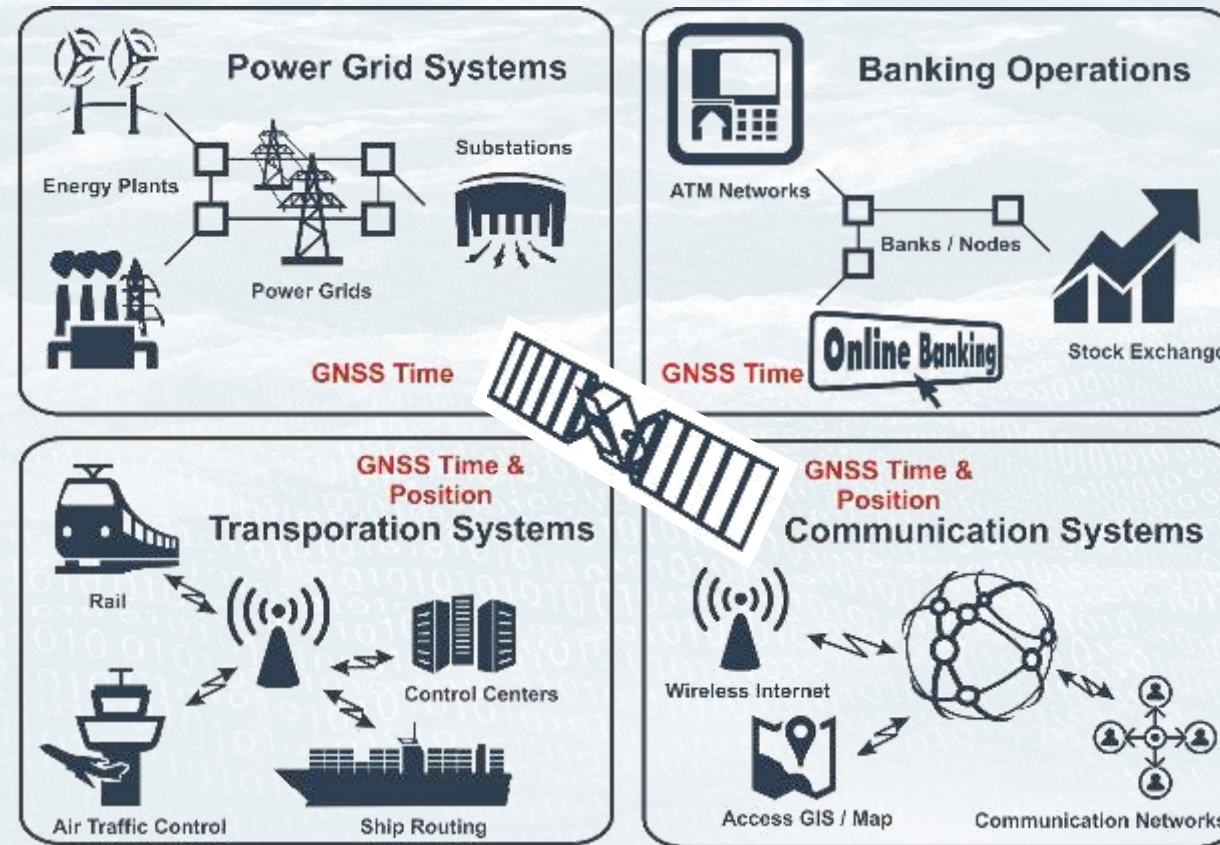 Power Grid Systems
Energy Plants
Substations
Power Grids
GNSS Time
Banking Operations
ATM Networks
Banks / Nodes
Online Banking
Stock Exchange
GNSS Time
GNSS Time &
Position
Transporation Systems
Rail
Control Centers
Air Traffic Control
Ship Routing
GNSS Time &
Position
Communication Systems
Wireless Internet
Access GIS / Map
Communication Networks